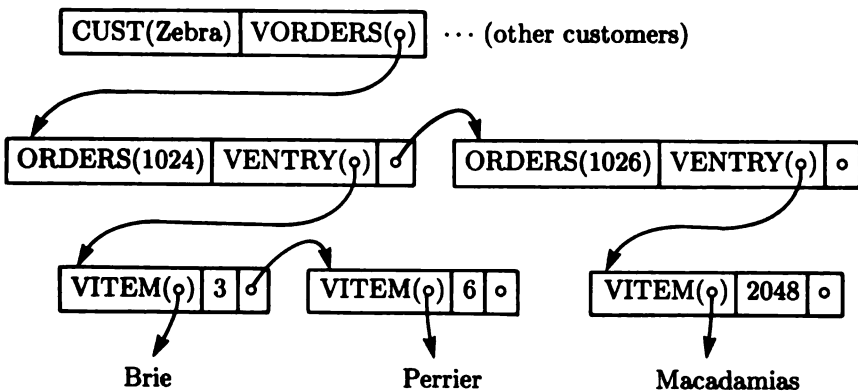 CUST(Zebra) VORDERS( ) ··· (other customers)
ORDERS(1024) VENTRY( ) ORDERS(1026) VENTRY( )
VITEM( ) 3 VITEM( ) 6 VITEM( ) 2048
Brie Perrier Macadamias